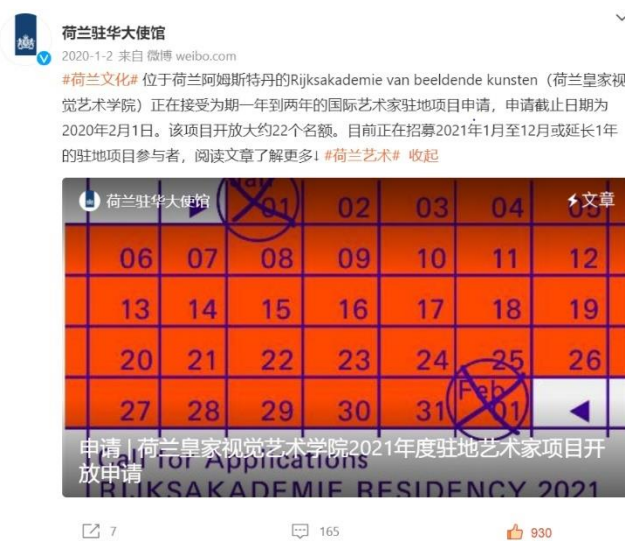 荷兰驻华大使馆
2020-1-2 来自 微博 weibo.com
#荷兰文化# 位于荷兰阿姆斯特丹的Rijksakademie van beeldende kunsten（荷兰皇家视
觉艺术学院）正在接受为期一年到两年的国际艺术家驻地项目申请，申请截止日期为
2020年2月1日。该项目开放大约22个名额。目前正在招募2021年1月至12月或延长1年
的驻地项目参与者，阅读文章了解更多↓ #荷兰艺术# 收起
荷兰驻华大使馆
文章
Jan
01 02 03 04 05
06 07 08 09 10 11 12
13 14 15 16 17 18 19
20 21 22 23 24 25 26
27 28 29 30 31 Feb 01
Call for Applications
申请 | 荷兰皇家视觉艺术学院2021年度驻地艺术家项目开
放申请
RIJKSAKADEMIE RESIDENCY 2021
7 165 930